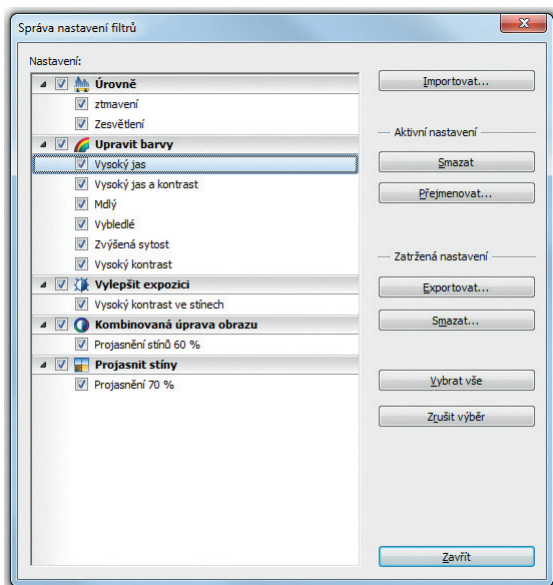 Správa nastavení filtrů
Nastavení:
Úrovně
ztmavení
Zesvětlení
Upravit barvy
Vysoký jas
Vysoký jas a kontrast
Mdlý
Vybledlé
Zvýšená sytost
Vysoký kontrast
Vylepšit expozici
Vysoký kontrast ve stínech
Kombinovaná úprava obrazu
Projasnění stínů 60 %
Projasnit stíny
Projasnění 70 %
Importovat...
Aktivní nastavení
Smazat
Přejmenovat...
Zatržená nastavení
Exportovat...
Smazat...
Vybrat vše
Zrušit výběr
Zavřít